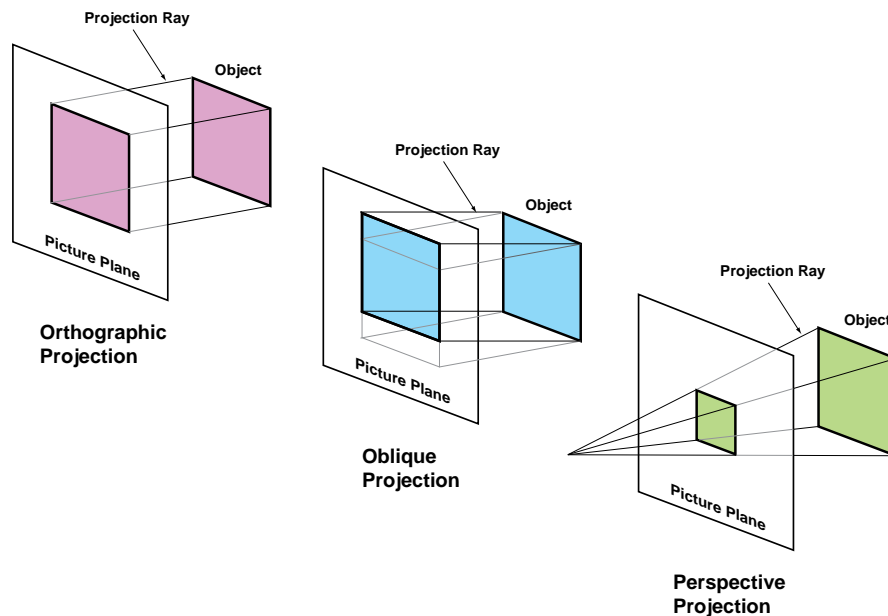 Projection Ray
Object
Picture Plane
Orthographic
Projection
Projection Ray
Object
Picture Plane
Oblique
Projection
Projection Ray
Object
Picture Plane
Perspective
Projection